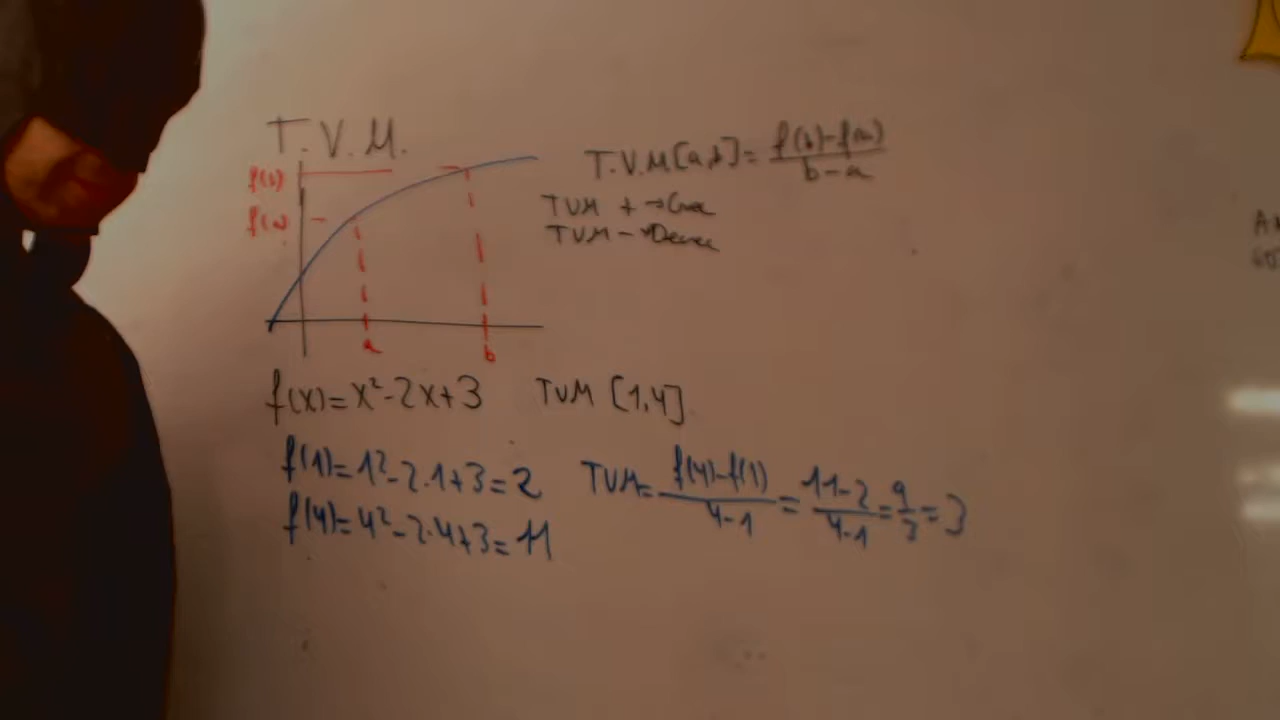 T.V.M.
f(b)
f(a)
a
b
T.V.M[a,b]= f(b)-f(a) / b-a
TVM + → Crec
TVM - → Decrec
f(x)=x²-2x+3 TVM [1,4]
f(1)=1²-2·1+3=2
f(4)=4²-2·4+3=11
TVM= f(4)-f(1) / 4-1 = 11-2 / 4-1 = 9/3 = 3